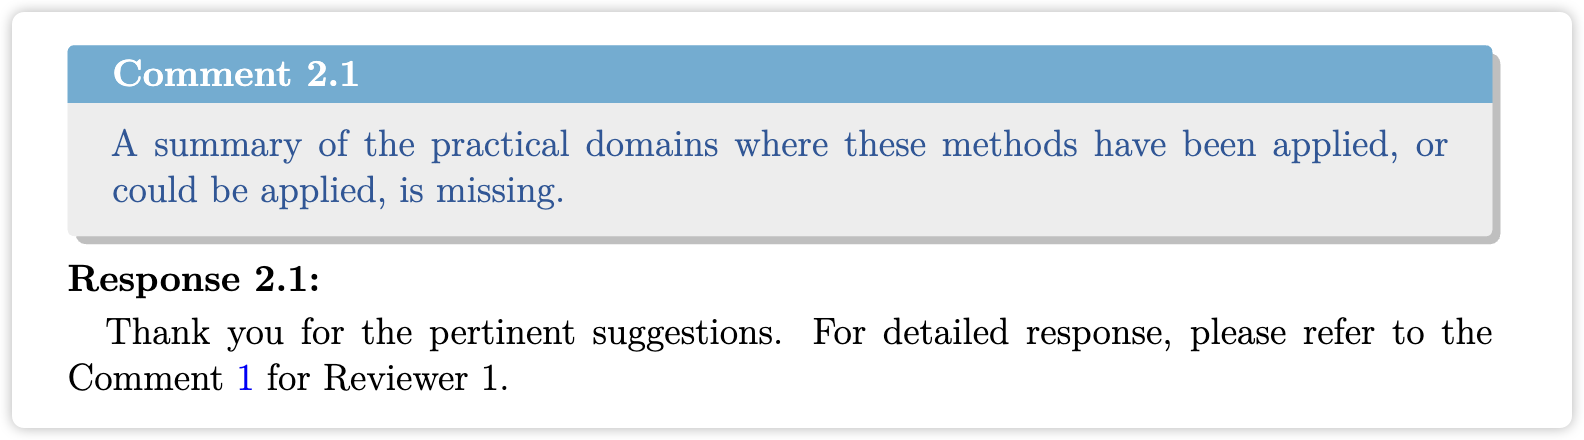 Comment 2.1
A summary of the practical domains where these methods have been applied, or
could be applied, is missing.
Response 2.1:
Thank you for the pertinent suggestions. For detailed response, please refer to the
Comment 1 for Reviewer 1.